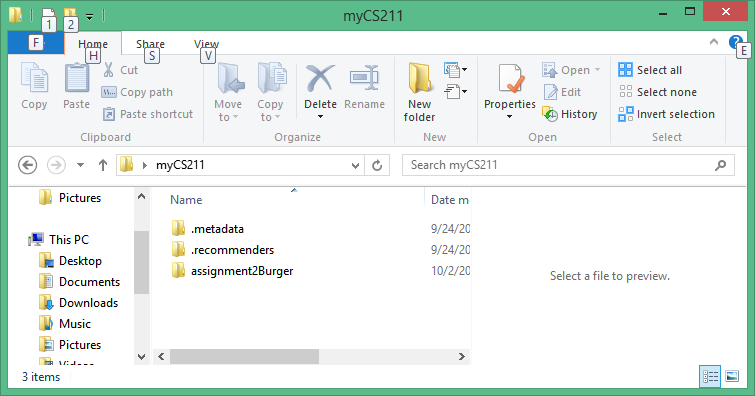 myCS211
1 2
F Home Share View
H S V E
Cut
Copy path
Paste shortcut
Copy Paste
Clipboard
Move to Copy to Delete Rename
Organize
New folder
New
Properties
Open
Edit
History
Open
Select all
Select none
Invert selection
Select
myCS211
Search myCS211
Pictures
This PC
Desktop
Documents
Downloads
Music
Pictures
Videos
Name Date m
.metadata 9/24/20
.recommenders 9/24/20
assignment2Burger 10/2/20
Select a file to preview.
3 items